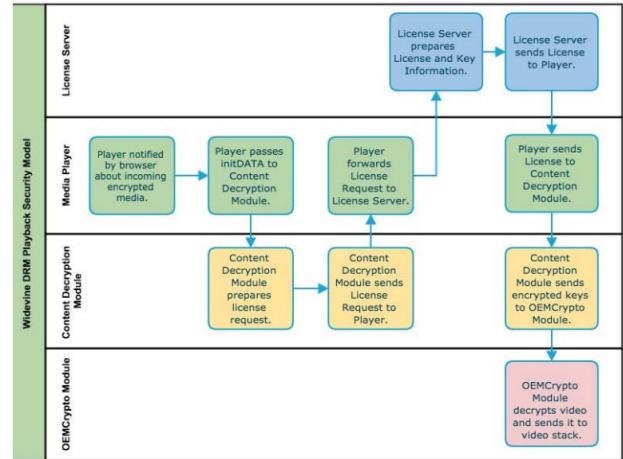 Widevine DRM Playback Security Model
License Server
License Server
prepares
License and Key
Information.
License Server
sends License
to Player.
Media Player
Player notified
by browser
about incoming
encrypted
media.
Player passes
initDATA to
Content
Decryption
Module.
Player
forwards
License
Request to
License Server.
Player sends
License to
Content
Decryption
Module.
Content Decryption
Module
Content
Decryption
Module
prepares
license
request.
Content
Decryption
Module sends
License
Request to
Player.
Content
Decryption
Module sends
encrypted keys
to OEMCrypto
Module.
OEMCrypto Module
OEMCrypto
Module
decrypts video
and sends it to
video stack.